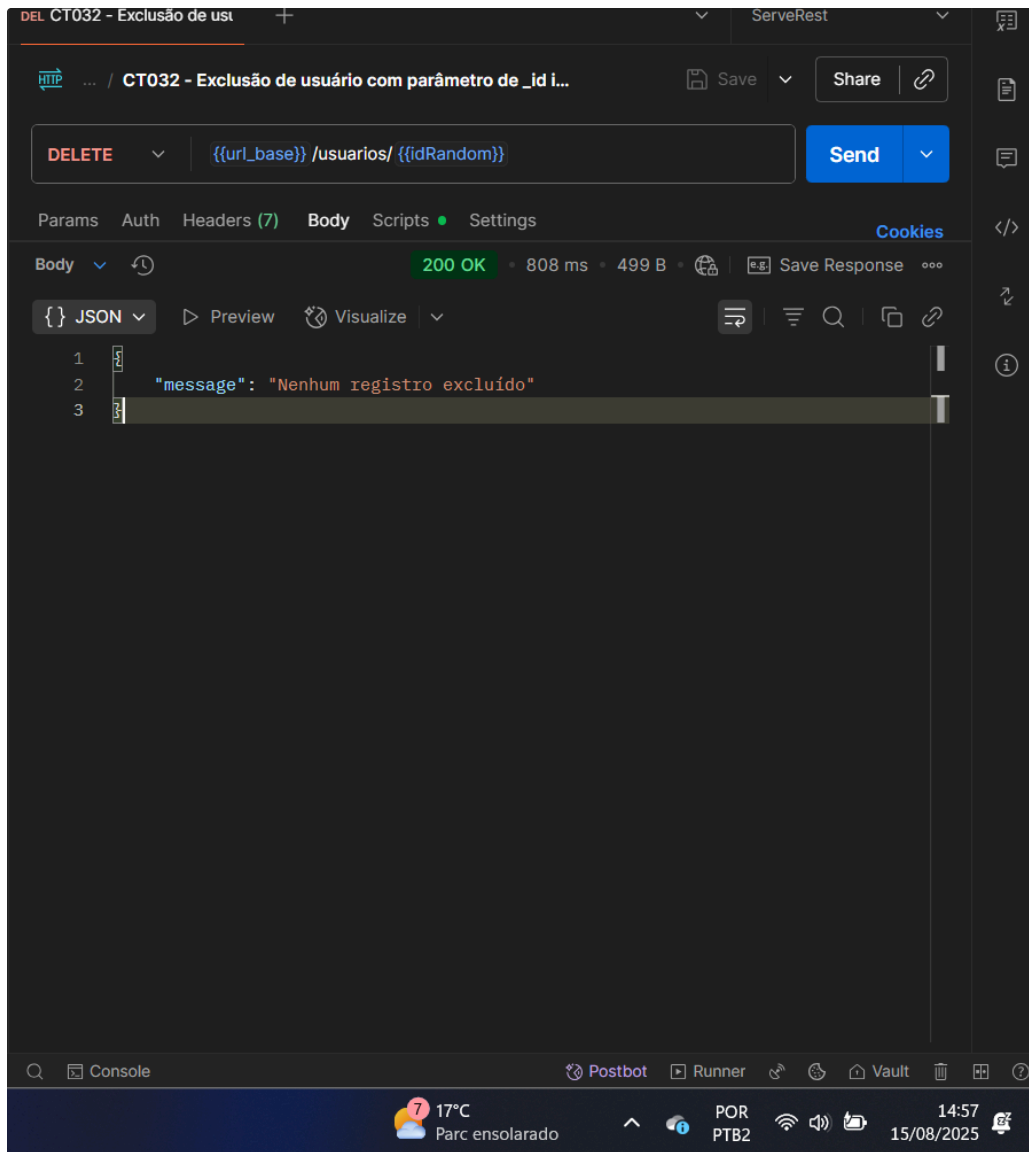 DEL CT032 - Exclusão de usu
ServeRest
HTTP ... / CT032 - Exclusão de usuário com parâmetro de _id i...
Save
Share
DELETE
{{url_base}} /usuarios/ {{idRandom}}
Send
Params Auth Headers (7) Body Scripts Settings
Cookies
Body
200 OK 808 ms 499 B e.g. Save Response
{} JSON Preview Visualize
1 {
2 "message": "Nenhum registro excluído"
3 }
Console
Postbot Runner Vault
7 17°C
Parc ensolarado
POR
PTB2
14:57
15/08/2025